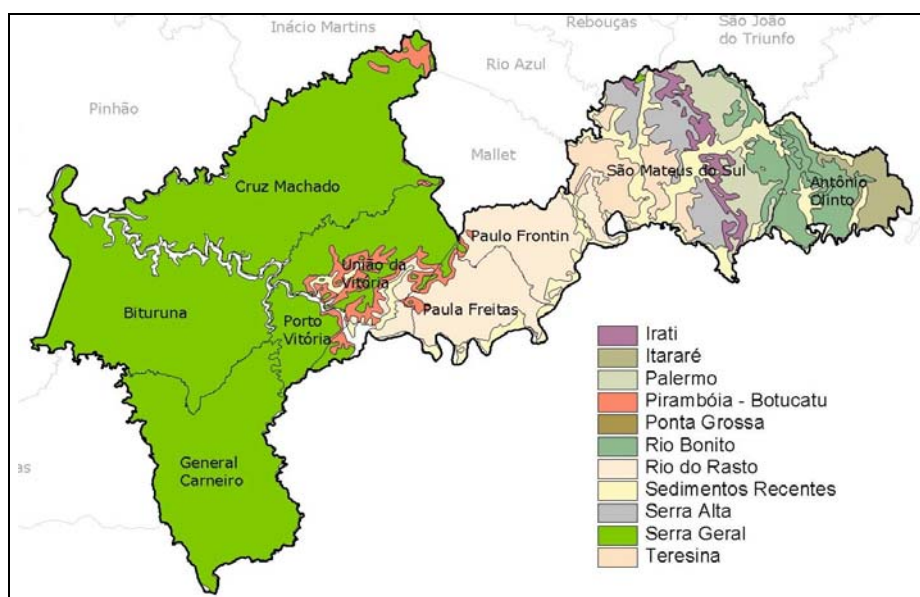 Inácio Martins
Rebouças
São João
do Triunfo
Rio Azul
Pinhão
Mallet
Cruz Machado
São Mateus do Sul
Antônio
Olinto
Paulo Frontin
União da
Vitória
Bituruna
Porto
Vitória
Paula Freitas
General
Carneiro
as
Irati
Itararé
Palermo
Pirambóia - Botucatu
Ponta Grossa
Rio Bonito
Rio do Rasto
Sedimentos Recentes
Serra Alta
Serra Geral
Teresina